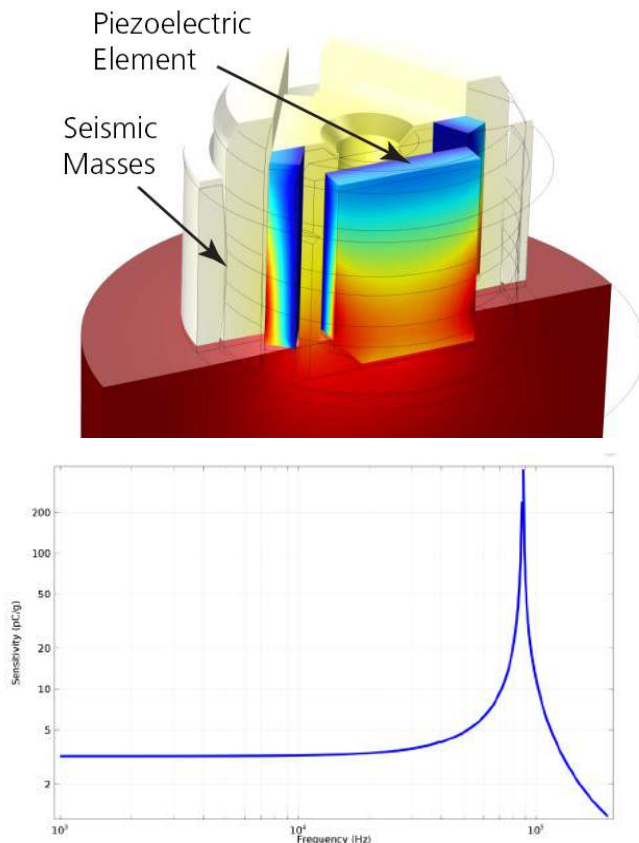 Piezoelectric
Element
Seismic
Masses
200
100
50
20
10
5
2
Sensitivity (pC/g)
10³
10⁴
10⁵
Frequency (Hz)